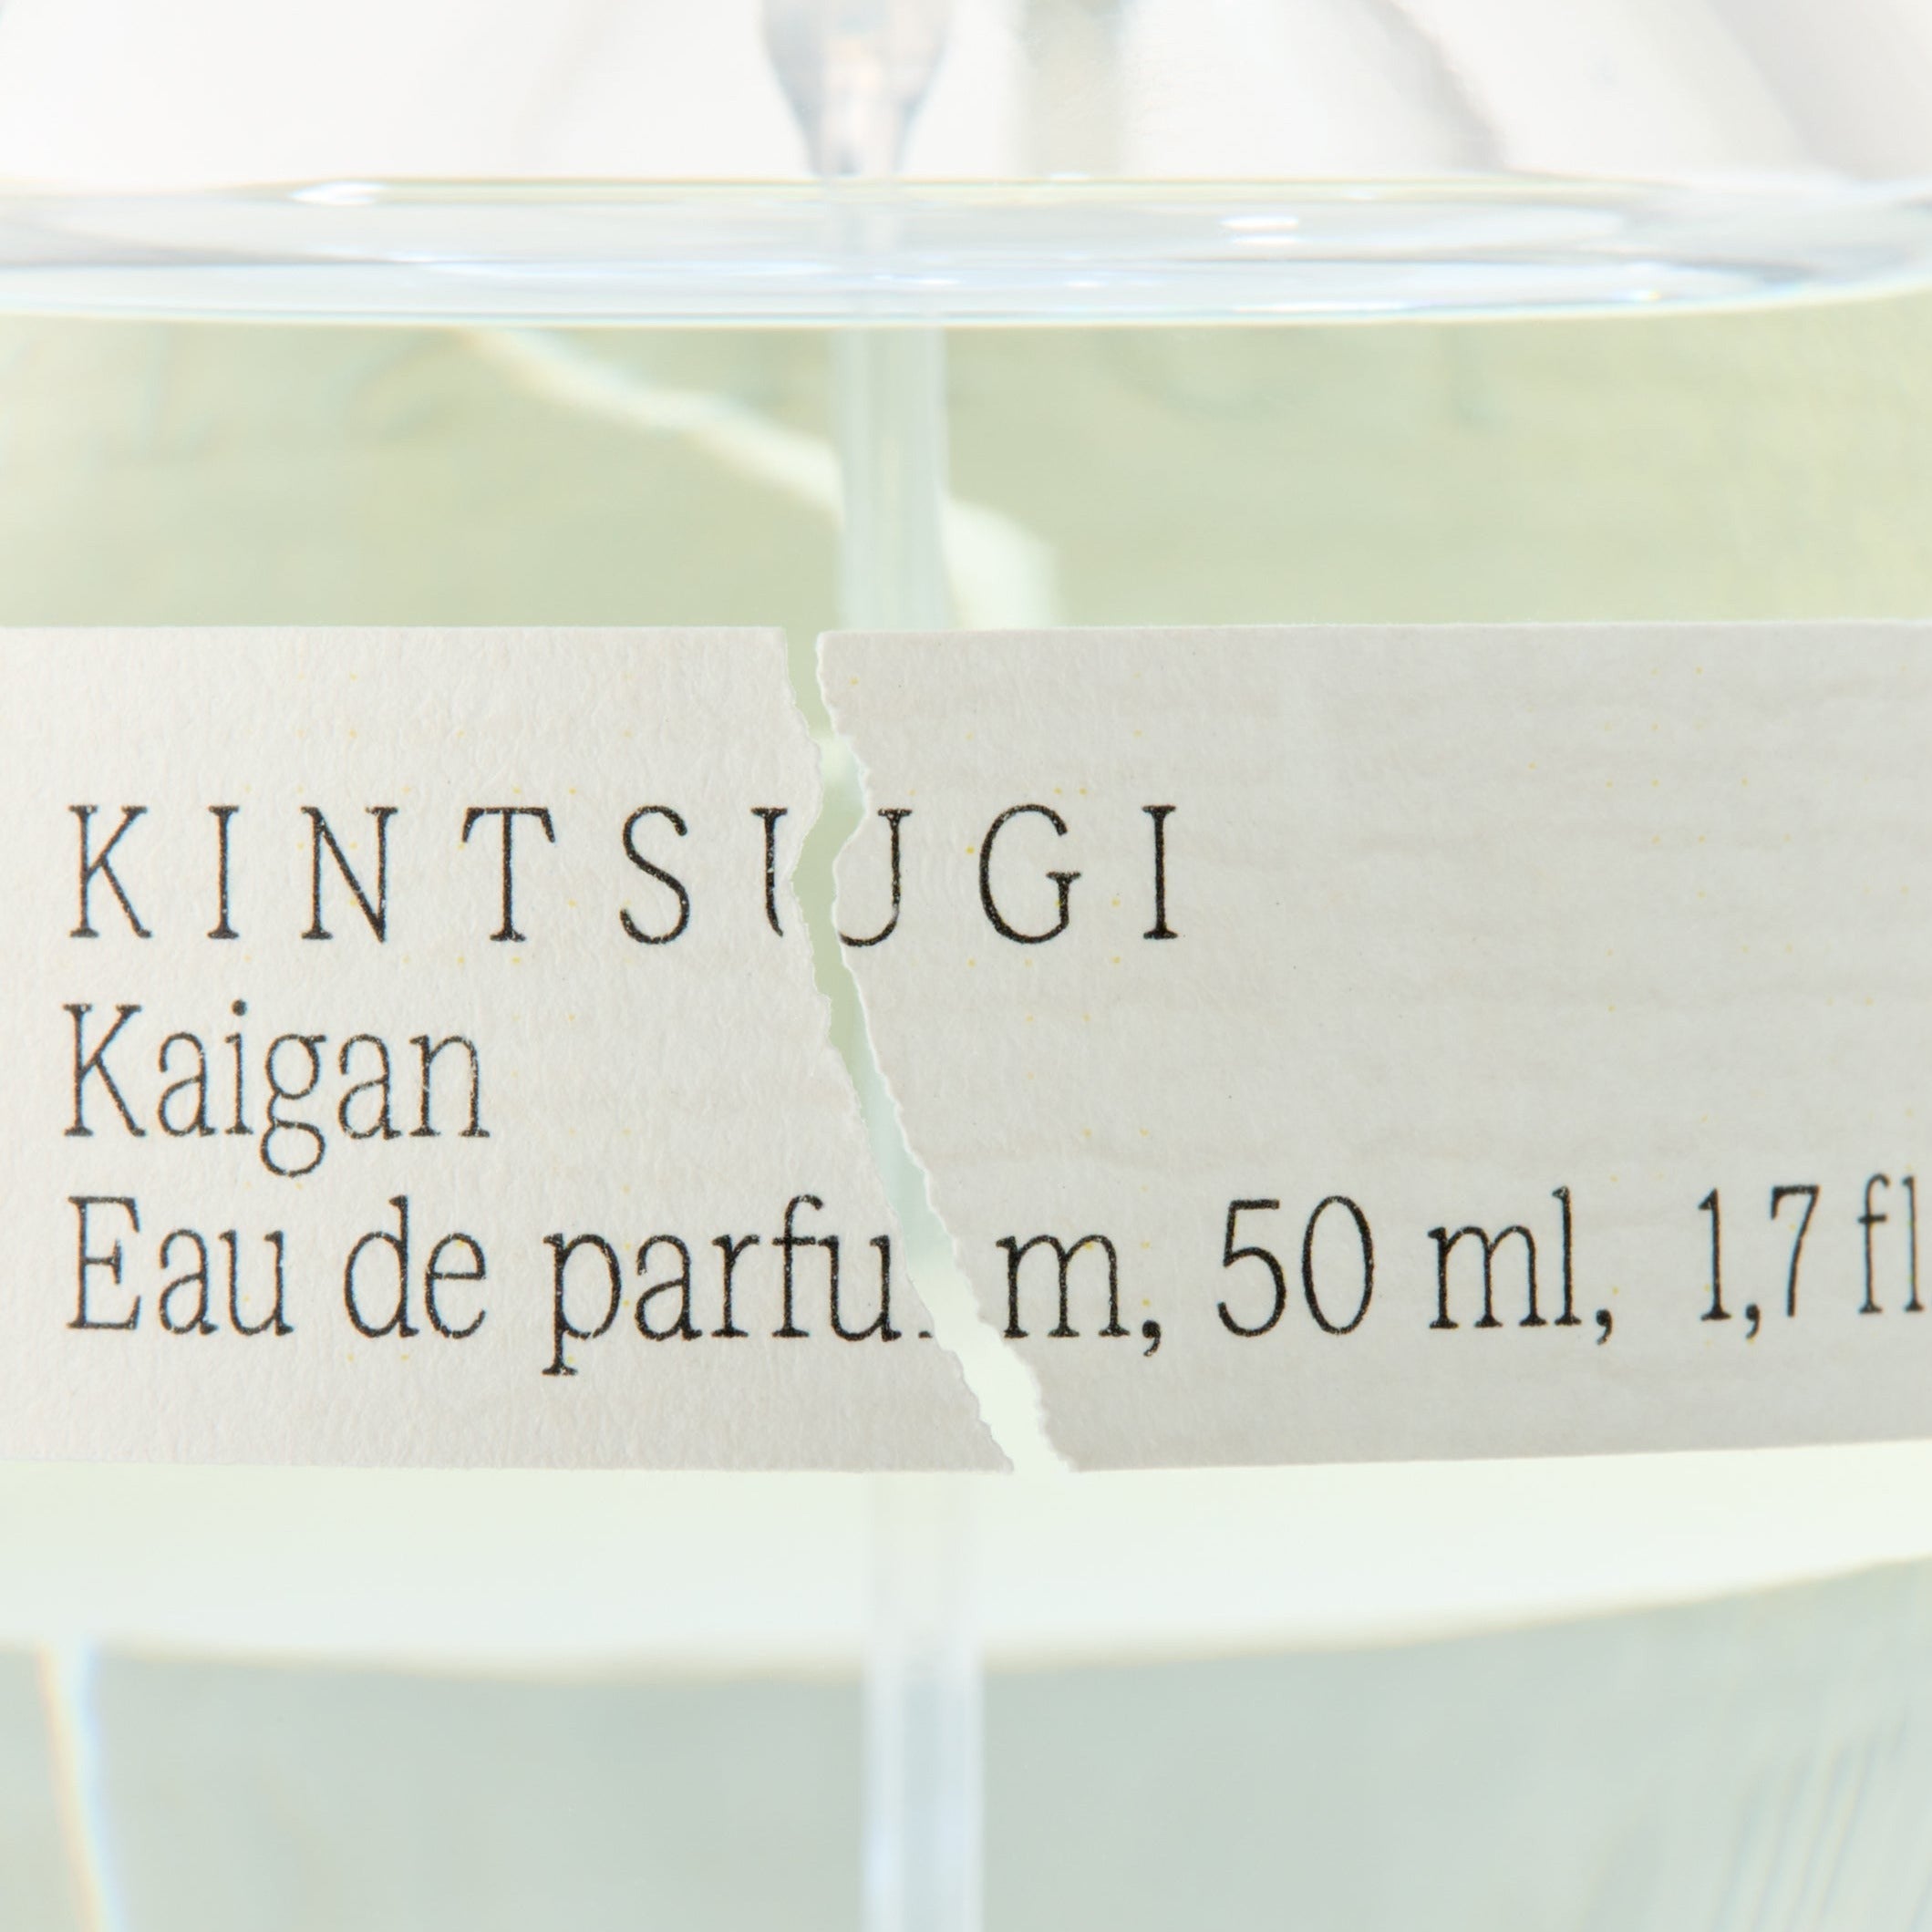 KINTSUGI
Kaigan
Eau de parfum, 50 ml, 1,7 fl